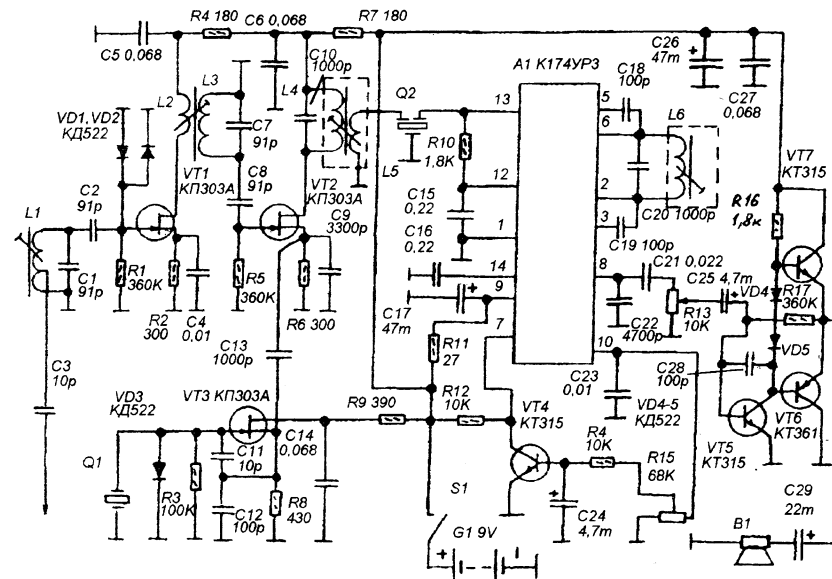 R4 180
C6 0,068
R7 180
C5 0,068
C10
1000p
A1 К174УР3
C26
47m
C18
100p
L3
L4
L2
Q2
13
5
6
L6
C27
0,068
VD1, VD2
КД522
C7
91p
R10
1,8K
VT7
КТ315
VT1
КП303А
C8
91p
VT2
КП303А
L5
12
2
R16
1,8к
C2
91p
C15
0,22
C9
3300p
3
C20 1000p
L1
1
C19 100p
C16
0,22
C21 0,022
14
8
C25 4,7m
C1
91p
R1
360K
R5
360K
9
VD4
R17
360K
C17
47m
R13
10K
C22
4700p
R2
300
C4
0,01
R6 300
7
10
VD5
C13
1000p
R11
27
C3
10p
C23
0,01
C28
100p
VD3
КД522
VT3 КП303А
R9 390
R12
10K
VT4
КТ315
VD4-5
КД522
VT6
КТ361
C14
0,068
VT5
КТ315
Q1
C11
10p
R4
10K
R15
68K
S1
R3
100K
R8
430
C29
22m
C12
100p
C24
4,7m
G1 9V
B1